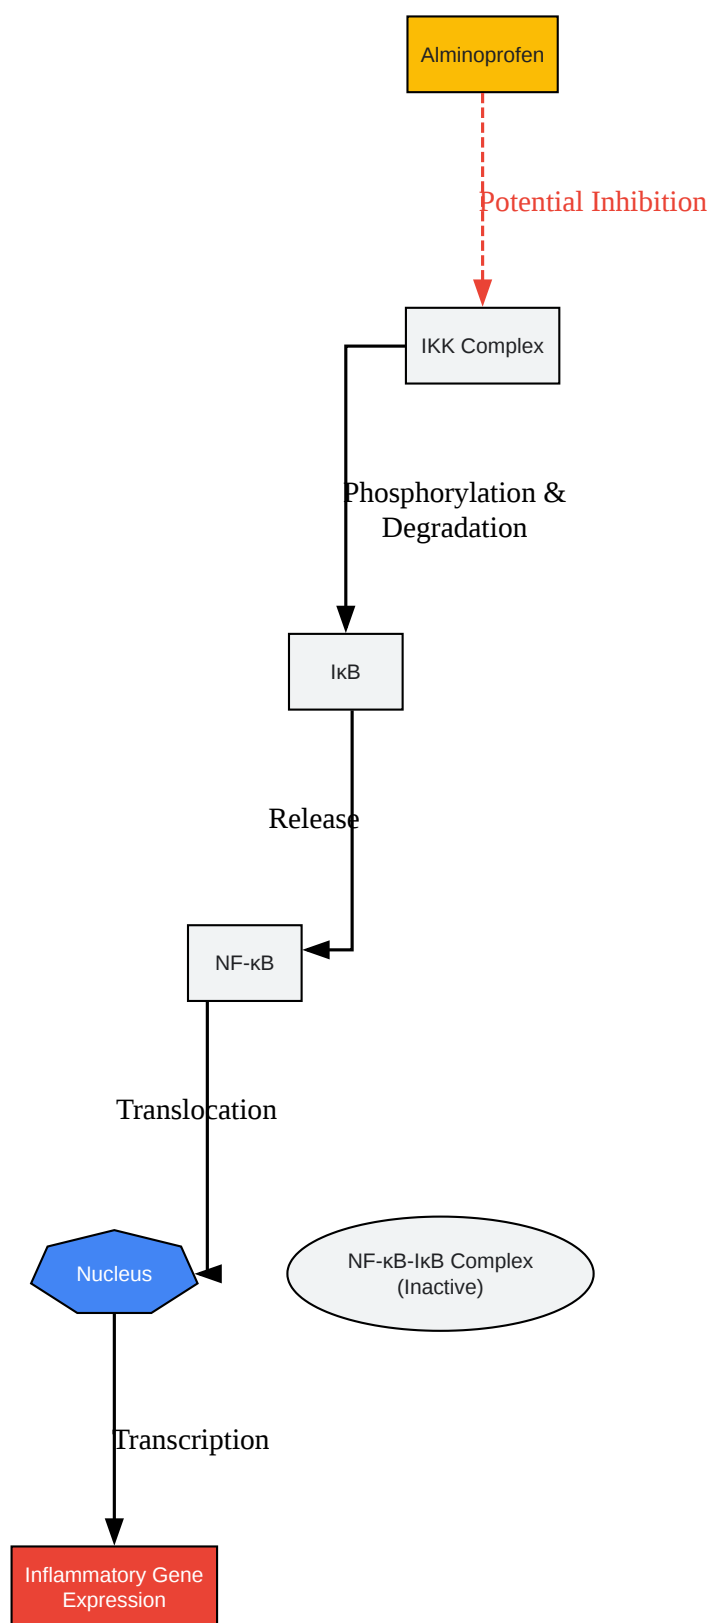 Alminoprofen
Potential Inhibition
IKK Complex
Phosphorylation &
Degradation
IκB
Release
NF-κB
Translocation
Nucleus
NF-κB-IκB Complex
(Inactive)
Transcription
Inflammatory Gene
Expression